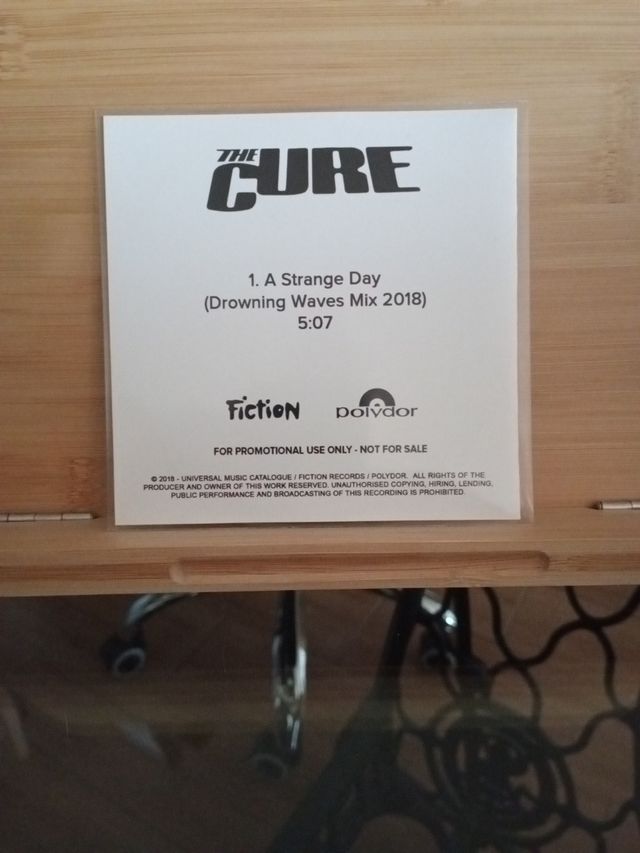 THE CURE
1. A Strange Day
(Drowning Waves Mix 2018)
5:07
Fiction polydor
FOR PROMOTIONAL USE ONLY - NOT FOR SALE
© 2018 - UNIVERSAL MUSIC CATALOGUE / FICTION RECORDS / POLYDOR. ALL RIGHTS OF THE
PRODUCER AND OWNER OF THIS WORK RESERVED. UNAUTHORISED COPYING, HIRING, LENDING,
PUBLIC PERFORMANCE AND BROADCASTING OF THIS RECORDING IS PROHIBITED.